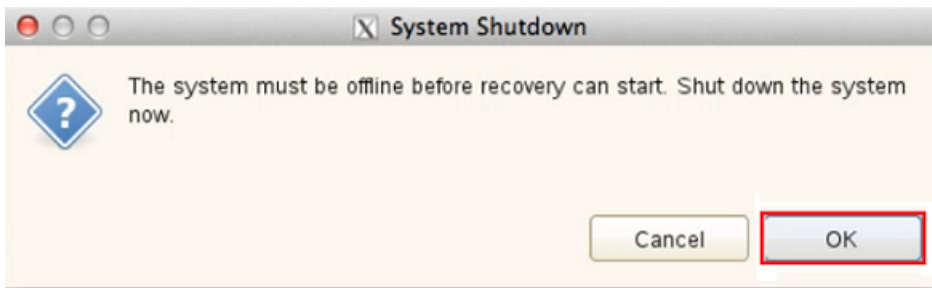 System Shutdown
The system must be offline before recovery can start. Shut down the system
now.
Cancel
OK